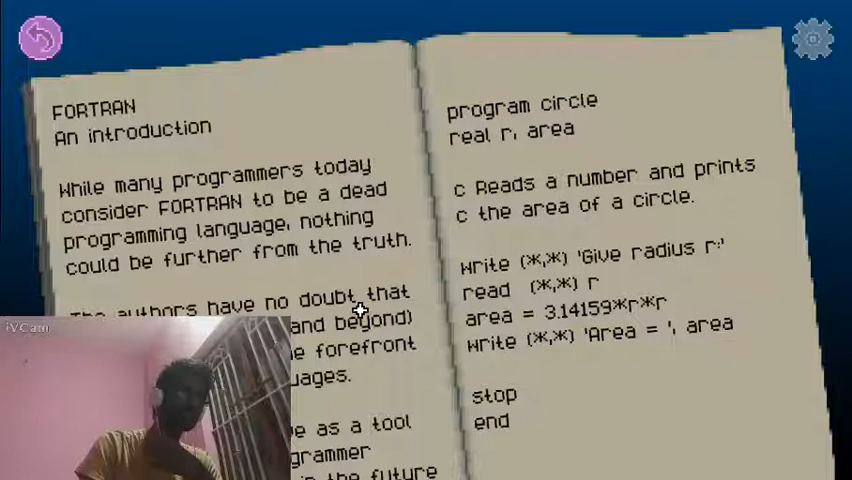 FORTRAN
An introduction
While many programmers today
consider FORTRAN to be a dead
programming language, nothing
could be further from the truth.
The authors have no doubt that
and beyond)
forefront
as a tool
in the future
program circle
real r, area
c Reads a number and prints
c the area of a circle.
write (*,*) 'Give radius r:'
read (*,*) r
area = 3.14159*r*r
write (*,*) 'Area = ', area
stop
end
iVCam